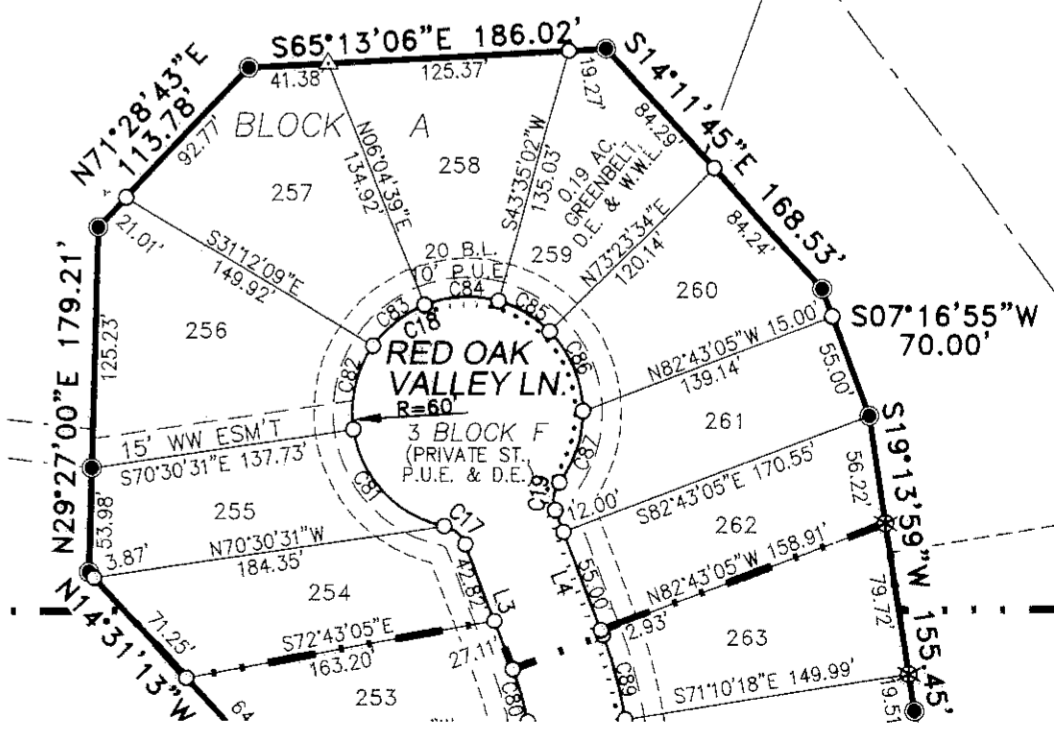 S65°13'06"E 186.02'
41.38'
125.37'
19.27'
N71°28'43"E
113.78'
92.77'
21.01'
BLOCK A
257
258
N06°04'39"E
134.92'
S43°35'02"W
135.03'
0.19 AC.
GREENBELT,
D.E. & W.W.E.
259
S14°11'45"E 168.53'
84.29'
84.24'
N73°23'34"E
120.14'
S31°12'09"E
149.92'
20 B.L.
10' P.U.E.
C84
C83
C85
C18
C82
C86
RED OAK
VALLEY LN.
R=60'
3 BLOCK F
(PRIVATE ST.,
P.U.E. & D.E.)
C87
C19
C81
C17
260
N82°43'05"W 15.00'
139.14'
S07°16'55"W
70.00'
55.00'
256
N29°27'00"E 179.21'
125.23'
15' WW ESM'T
S70°30'31"E 137.73'
261
12.00'
S82°43'05"E 170.55'
S19°13'59"W 155.45'
56.22'
53.98'
255
3.87'
N70°30'31"W
184.35'
42.82'
L3
L4
55.00'
262
N82°43'05"W 158.91'
2.93'
79.72'
254
N14°31'13"W
71.25'
S72°43'05"E
163.20'
27.11'
263
253
C80
C89
S71°10'18"E 149.99'
19.51
64